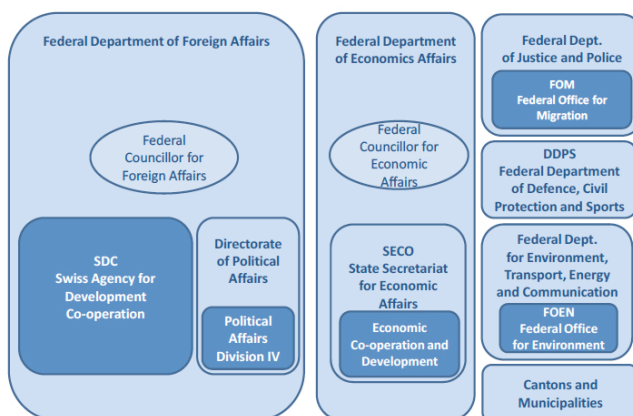 Federal Department of Foreign Affairs
Federal
Councillor for
Foreign Affairs
SDC
Swiss Agency for
Development
Co-operation
Directorate
of Political
Affairs
Political
Affairs
Division IV
Federal Department
of Economics Affairs
Federal
Councillor for
Economic
Affairs
SECO
State Secretariat
for Economic
Affairs
Economic
Co-operation and
Development
Federal Dept.
of Justice and Police
FOM
Federal Office for
Migration
DDPS
Federal Department
of Defence, Civil
Protection and Sports
Federal Dept.
for Environment,
Transport, Energy
and Communication
FOEN
Federal Office
for Environment
Cantons and
Municipalities